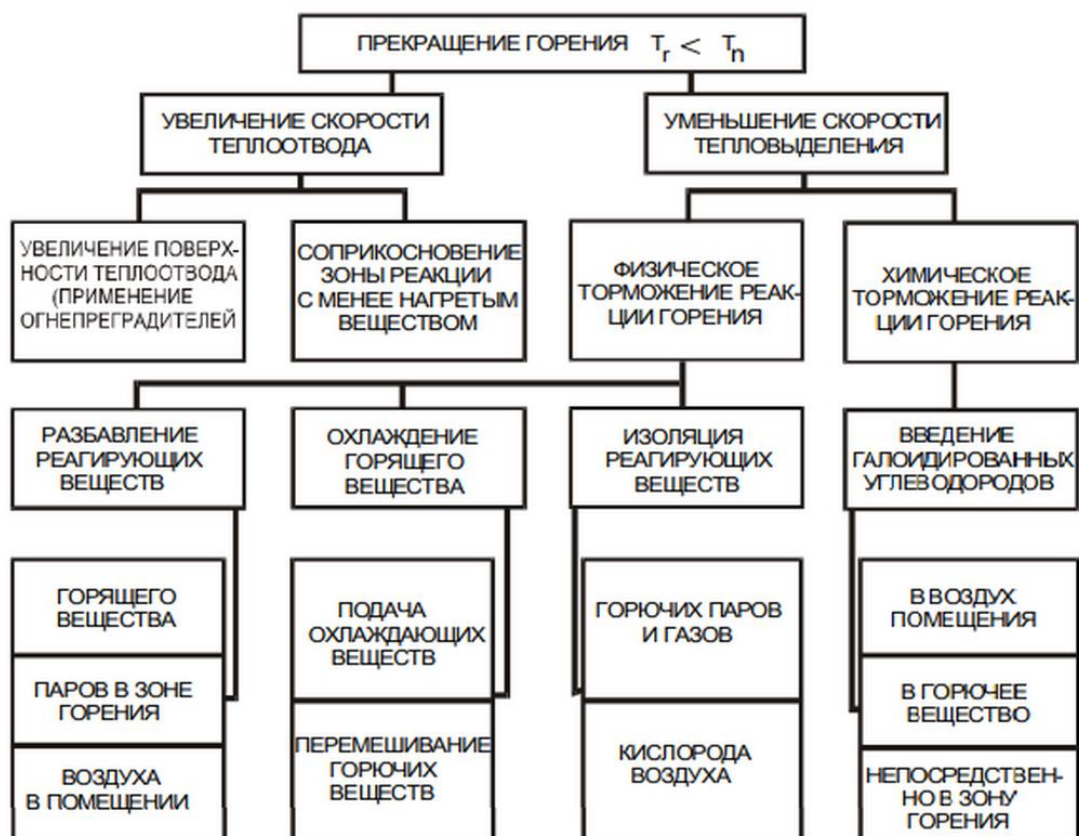 ПРЕКРАЩЕНИЕ ГОРЕНИЯ Tr < Tn
УВЕЛИЧЕНИЕ СКОРОСТИ
ТЕПЛООТВОДА
УМЕНЬШЕНИЕ СКОРОСТИ
ТЕПЛОВЫДЕЛЕНИЯ
УВЕЛИЧЕНИЕ ПОВЕРХ-
НОСТИ ТЕПЛООТВОДА
(ПРИМЕНЕНИЕ
ОГНЕПРЕГРАДИТЕЛЕЙ
СОПРИКОСНОВЕНИЕ
ЗОНЫ РЕАКЦИИ
С МЕНЕЕ НАГРЕТЫМ
ВЕЩЕСТВОМ
ФИЗИЧЕСКОЕ
ТОРМОЖЕНИЕ РЕАК-
ЦИИ ГОРЕНИЯ
ХИМИЧЕСКОЕ
ТОРМОЖЕНИЕ РЕАК-
ЦИИ ГОРЕНИЯ
РАЗБАВЛЕНИЕ
РЕАГИРУЮЩИХ
ВЕЩЕСТВ
ОХЛАЖДЕНИЕ
ГОРЯЩЕГО
ВЕЩЕСТВА
ИЗОЛЯЦИЯ
РЕАГИРУЮЩИХ
ВЕЩЕСТВ
ВВЕДЕНИЕ
ГАЛОИДИРОВАННЫХ
УГЛЕВОДОРОДОВ
ГОРЯЩЕГО
ВЕЩЕСТВА
ПАРОВ В ЗОНЕ
ГОРЕНИЯ
ВОЗДУХА
В ПОМЕЩЕНИИ
ПОДАЧА
ОХЛАЖДАЮЩИХ
ВЕЩЕСТВ
ПЕРЕМЕШИВАНИЕ
ГОРЮЧИХ
ВЕЩЕСТВ
ГОРЮЧИХ ПАРОВ
И ГАЗОВ
КИСЛОРОДА
ВОЗДУХА
В ВОЗДУХ
ПОМЕЩЕНИЯ
В ГОРЮЧЕЕ
ВЕЩЕСТВО
НЕПОСРЕДСТВЕН-
НО В ЗОНУ
ГОРЕНИЯ